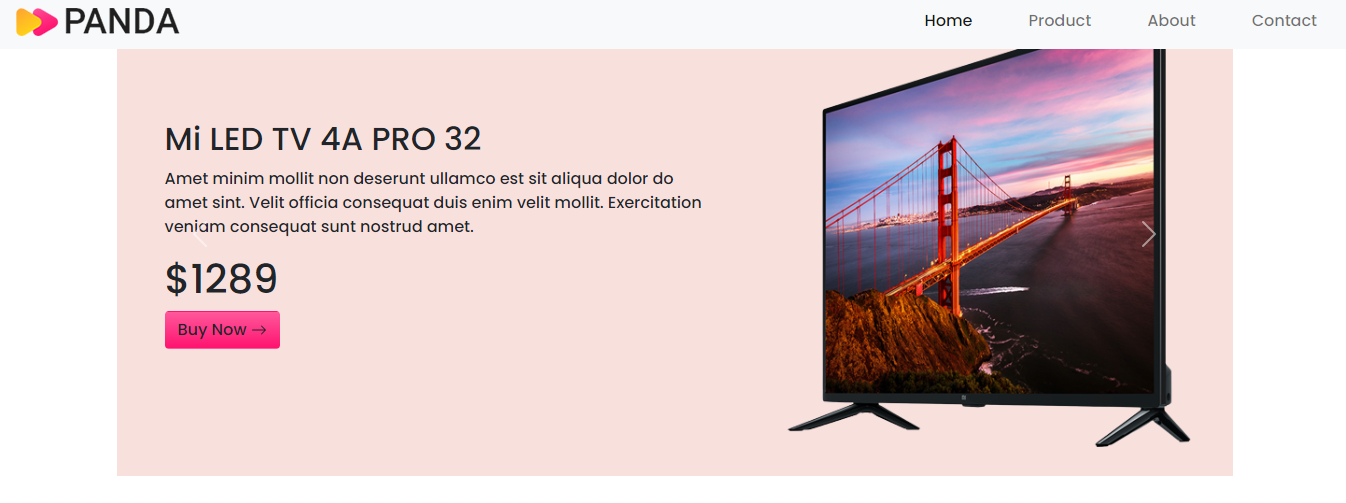 PANDA
Home Product About Contact
Mi LED TV 4A PRO 32
Amet minim mollit non deserunt ullamco est sit aliqua dolor do
amet sint. Velit officia consequat duis enim velit mollit. Exercitation
veniam consequat sunt nostrud amet.
$1289
Buy Now →